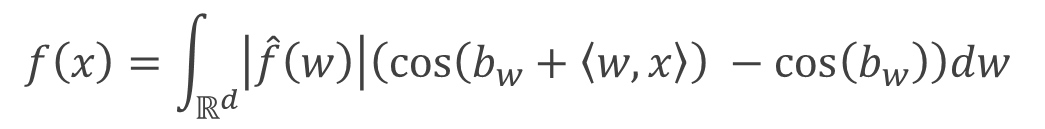 f(x) = ∫_{ℝ^d} |f̂(w)|(cos(b_w + ⟨w, x⟩) − cos(b_w))dw